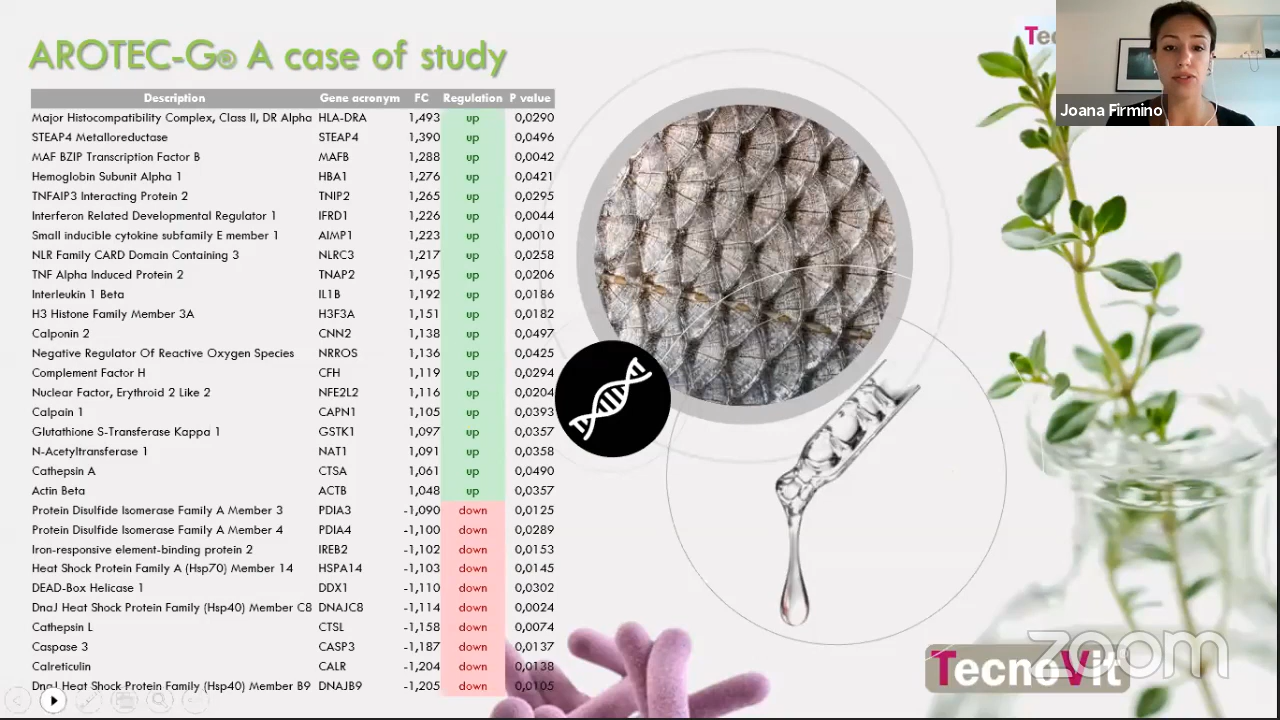 AROTEC-G® A case of study
Description Gene acronym FC Regulation P value
Major Histocompatibility Complex, Class II, DR Alpha HLA-DRA 1,493 up 0,0290
STEAP4 Metalloreductase STEAP4 1,390 up 0,0496
MAF BZIP Transcription Factor B MAFB 1,288 up 0,0042
Hemoglobin Subunit Alpha 1 HBA1 1,276 up 0,0421
TNFAIP3 Interacting Protein 2 TNIP2 1,265 up 0,0295
Interferon Related Developmental Regulator 1 IFRD1 1,226 up 0,0044
Small inducible cytokine subfamily E member 1 AIMP1 1,223 up 0,0010
NLR Family CARD Domain Containing 3 NLRC3 1,217 up 0,0258
TNF Alpha Induced Protein 2 TNAP2 1,195 up 0,0206
Interleukin 1 Beta IL1B 1,192 up 0,0186
H3 Histone Family Member 3A H3F3A 1,151 up 0,0182
Calponin 2 CNN2 1,138 up 0,0497
Negative Regulator Of Reactive Oxygen Species NRROS 1,136 up 0,0425
Complement Factor H CFH 1,119 up 0,0294
Nuclear Factor, Erythroid 2 Like 2 NFE2L2 1,116 up 0,0204
Calpain 1 CAPN1 1,105 up 0,0393
Glutathione S-Transferase Kappa 1 GSTK1 1,097 up 0,0357
N-Acetyltransferase 1 NAT1 1,091 up 0,0358
Cathepsin A CTSA 1,061 up 0,0490
Actin Beta ACTB 1,048 up 0,0357
Protein Disulfide Isomerase Family A Member 3 PDIA3 -1,090 down 0,0125
Protein Disulfide Isomerase Family A Member 4 PDIA4 -1,100 down 0,0289
Iron-responsive element-binding protein 2 IREB2 -1,102 down 0,0153
Heat Shock Protein Family A (Hsp70) Member 14 HSPA14 -1,103 down 0,0145
DEAD-Box Helicase 1 DDX1 -1,110 down 0,0302
DnaJ Heat Shock Protein Family (Hsp40) Member C8 DNAJC8 -1,114 down 0,0024
Cathepsin L CTSL -1,158 down 0,0074
Caspase 3 CASP3 -1,187 down 0,0137
Calreticulin CALR -1,204 down 0,0138
DnaJ Heat Shock Protein Family (Hsp40) Member B9 DNAJB9 -1,205 down 0,0105
Tec
Joana Firmino
zoom
TecnoVit